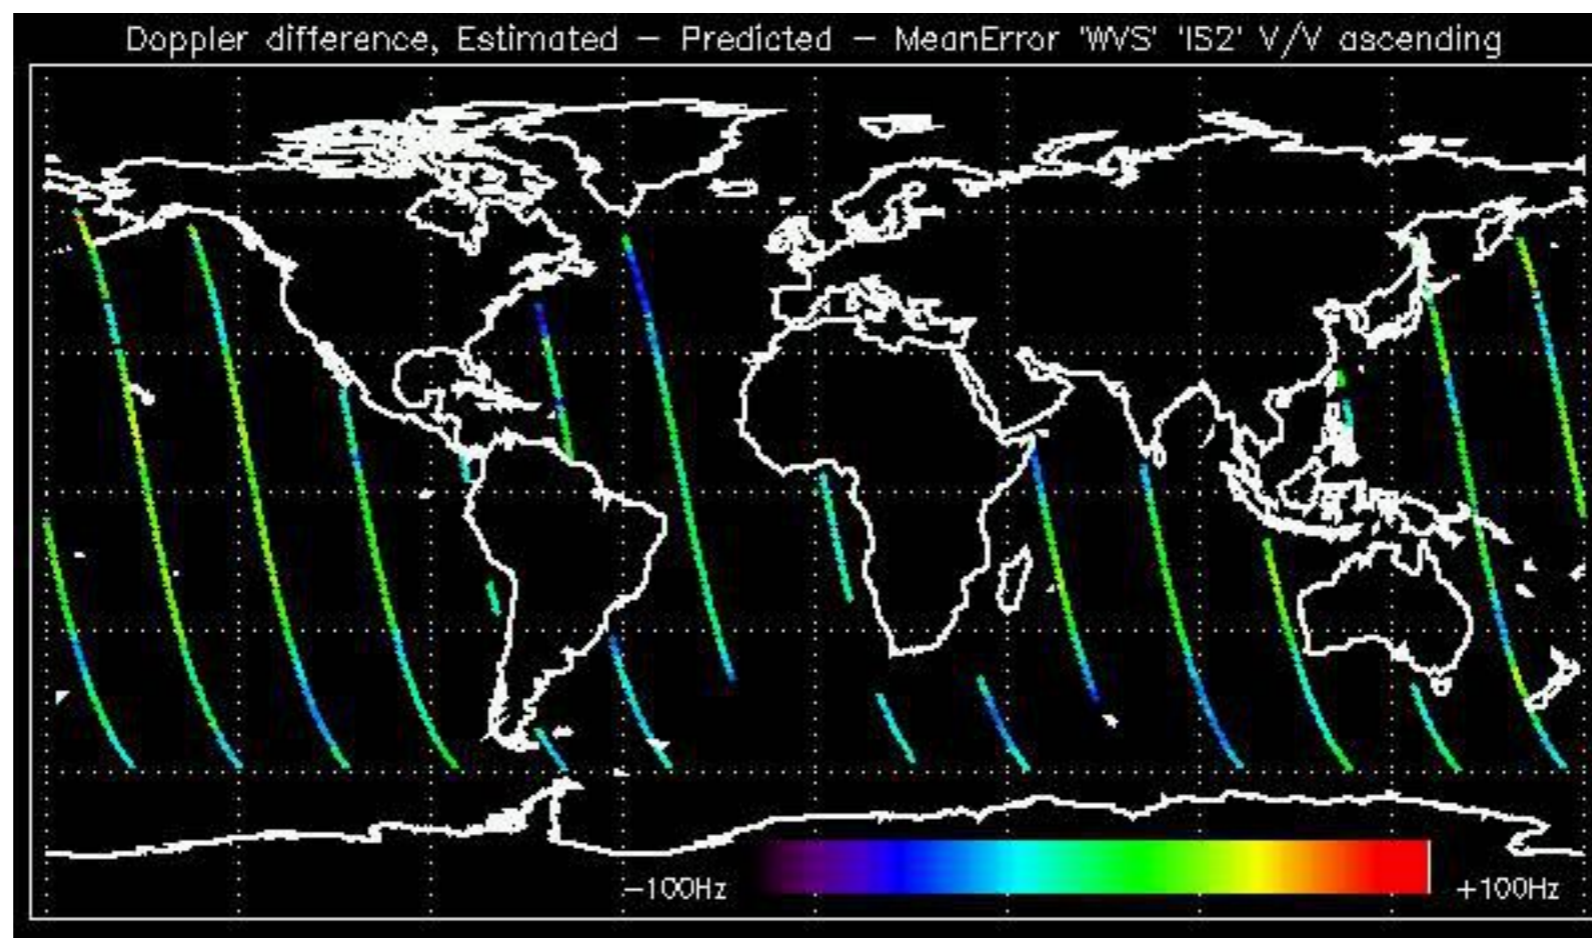 Doppler difference, Estimated – Predicted – MeanError 'WVS' 'IS2' V/V ascending
−100Hz
+100Hz